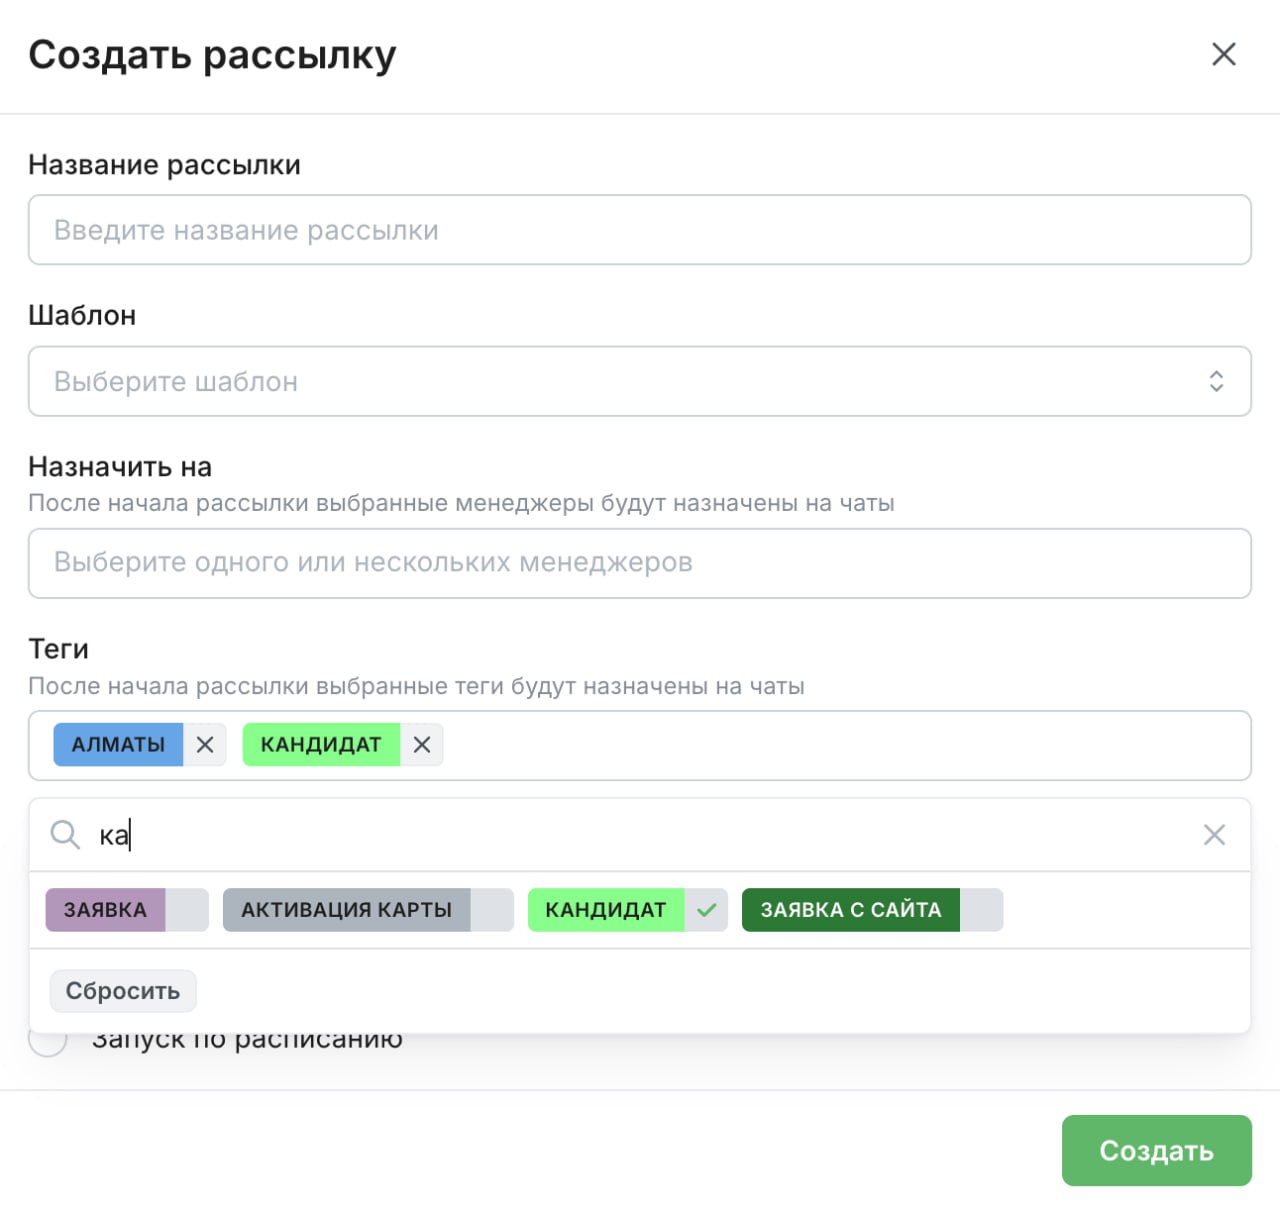 Создать рассылку
Название рассылки
Введите название рассылки
Шаблон
Выберите шаблон
Назначить на
После начала рассылки выбранные менеджеры будут назначены на чаты
Выберите одного или нескольких менеджеров
Теги
После начала рассылки выбранные теги будут назначены на чаты
АЛМАТЫ КАНДИДАТ
ка
ЗАЯВКА АКТИВАЦИЯ КАРТЫ КАНДИДАТ ЗАЯВКА С САЙТА
Сбросить
Запуск по расписанию
Создать